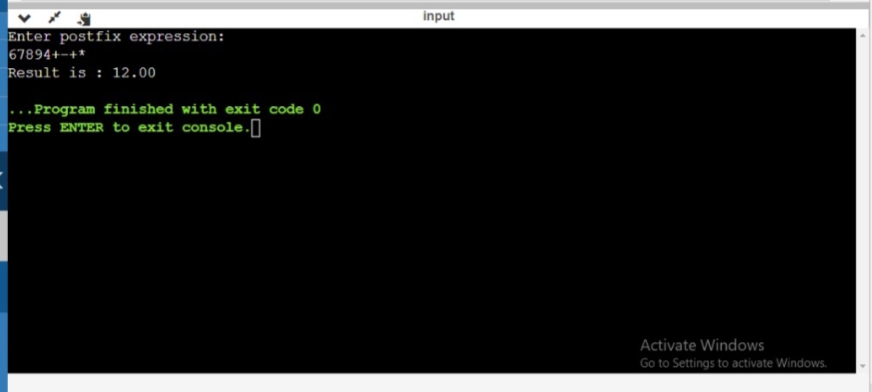 input
Enter postfix expression:
67894+-+*
Result is : 12.00
...Program finished with exit code 0
Press ENTER to exit console.
Activate Windows
Go to Settings to activate Windows.